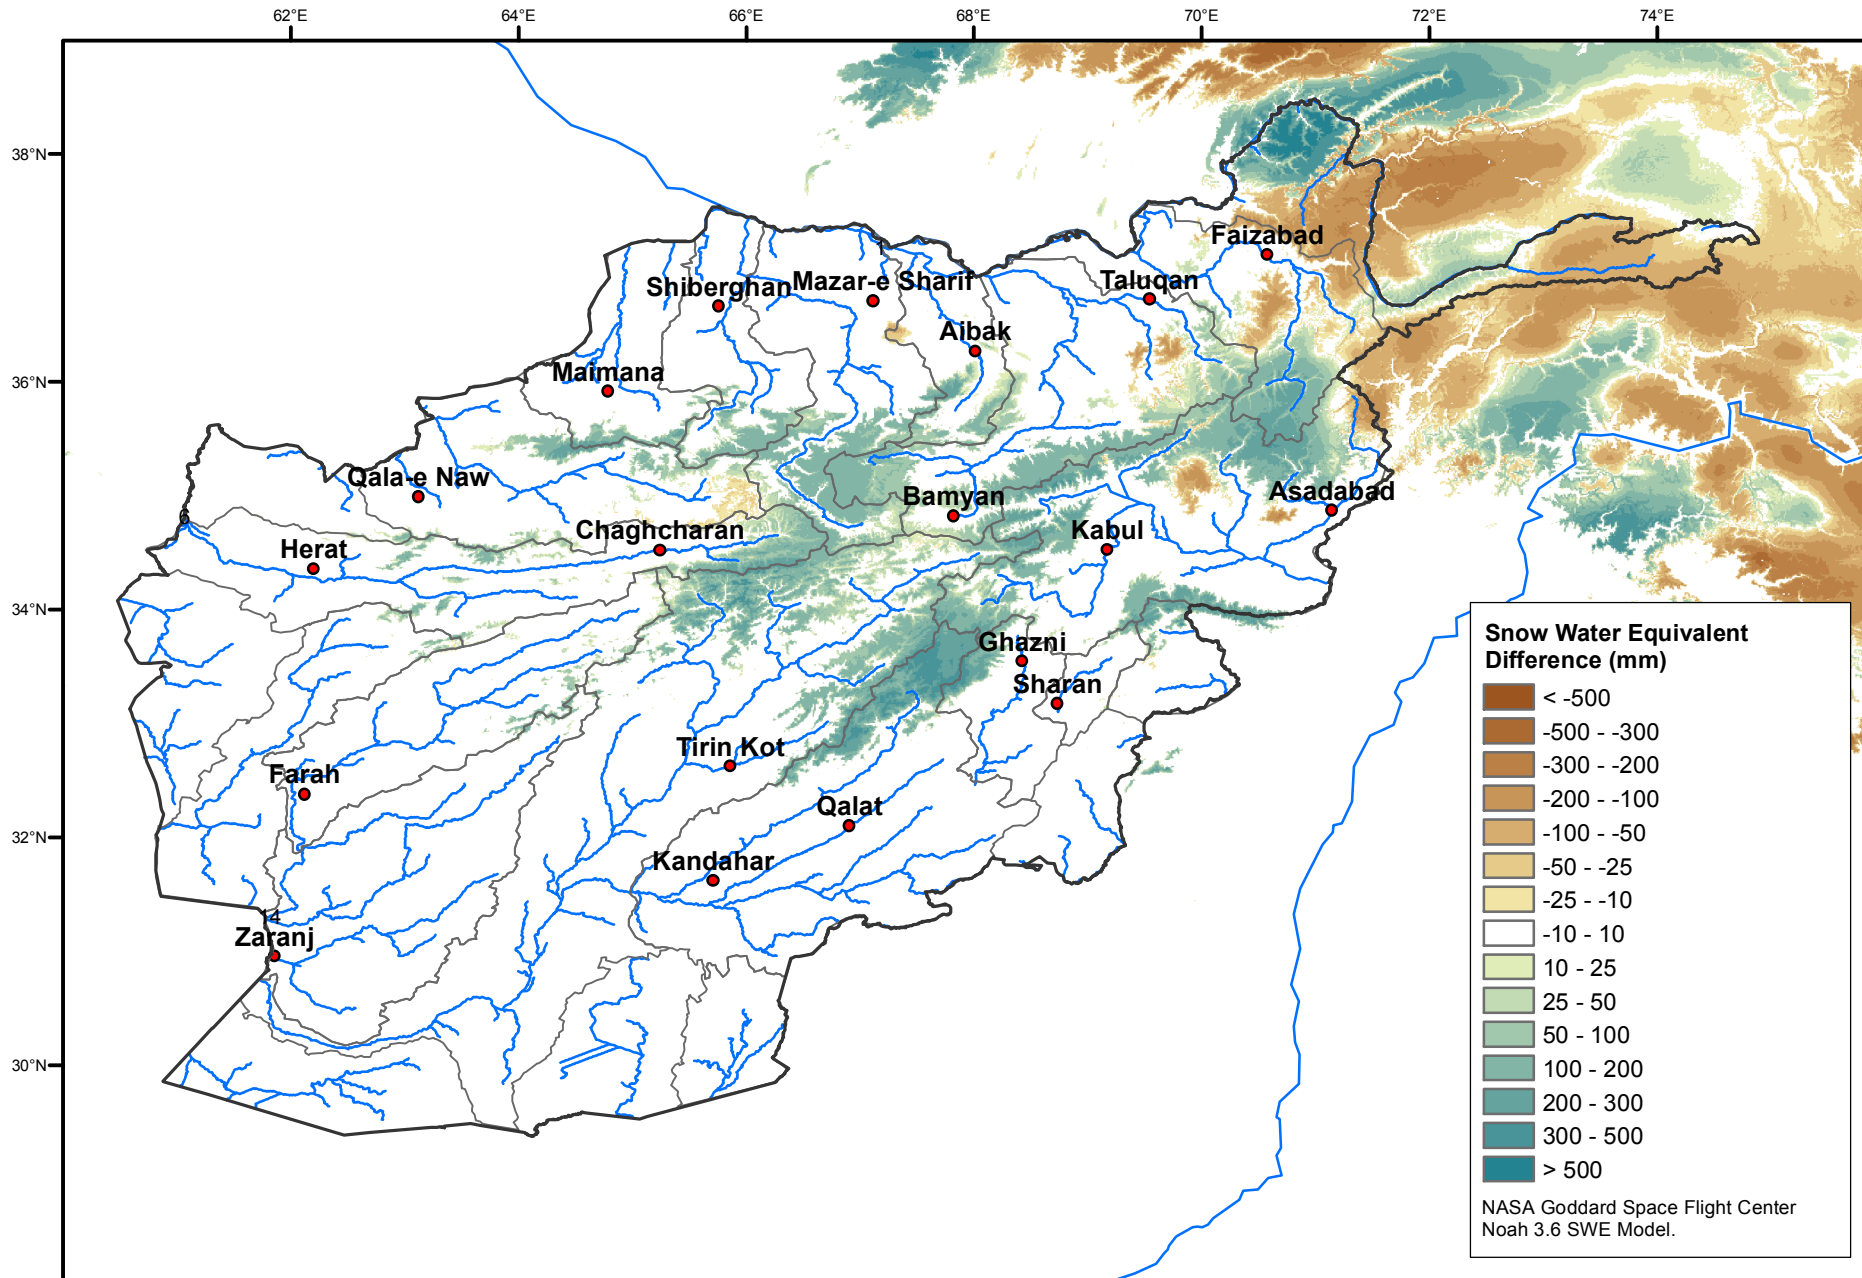 62°E
64°E
66°E
68°E
70°E
72°E
74°E
38°N
36°N
34°N
32°N
30°N
Faizabad
Shiberghan
Mazar-e Sharif
Taluqan
Aibak
Maimana
Qala-e Naw
Bamyan
Asadabad
6
Chaghcharan
Kabul
Herat
Ghazni
Sharan
Tirin Kot
Farah
Qalat
Kandahar
14
Zaranj
Snow Water Equivalent
Difference (mm)
< -500
-500 - -300
-300 - -200
-200 - -100
-100 - -50
-50 - -25
-25 - -10
-10 - 10
10 - 25
25 - 50
50 - 100
100 - 200
200 - 300
300 - 500
> 500
NASA Goddard Space Flight Center
Noah 3.6 SWE Model.